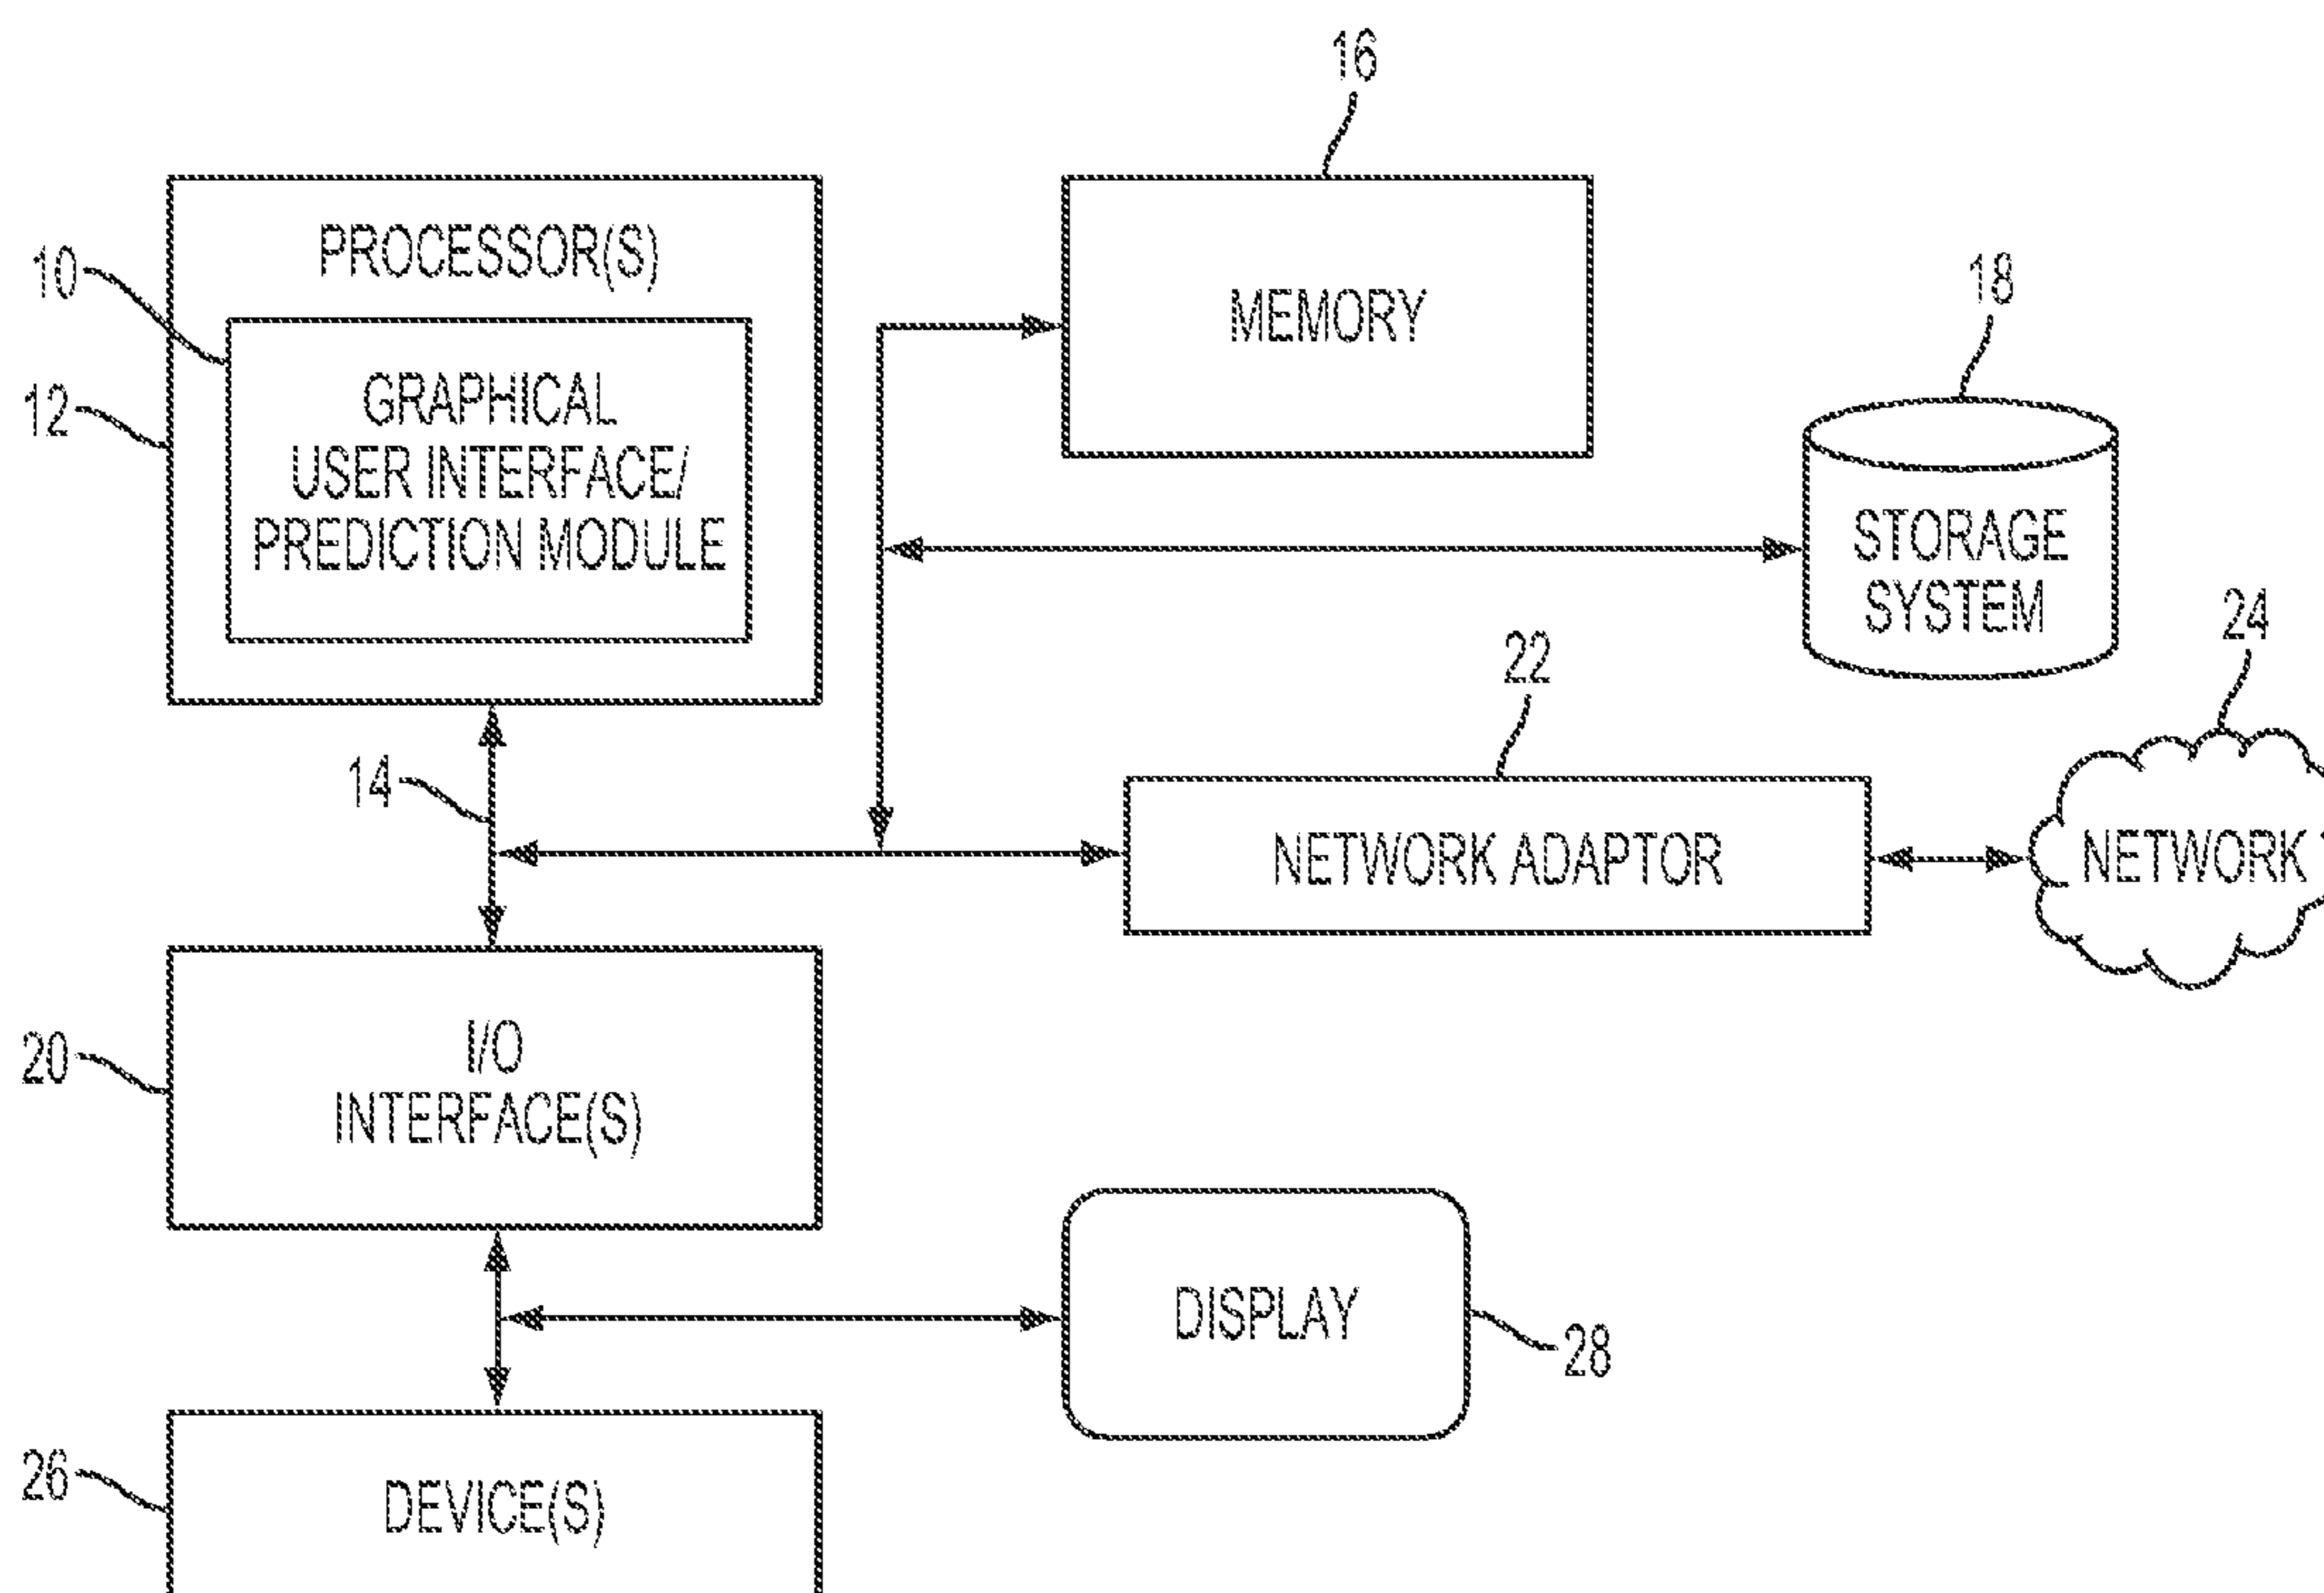 16
PROCESSOR(S)
10
MEMORY
18
GRAPHICAL
12
USER INTERFACE/
PREDICTION MODULE
STORAGE
SYSTEM
24
22
14
NETWORK ADAPTOR
NETWORK
I/O
20
INTERFACE(S)
DISPLAY
28
26
DEVICE(S)